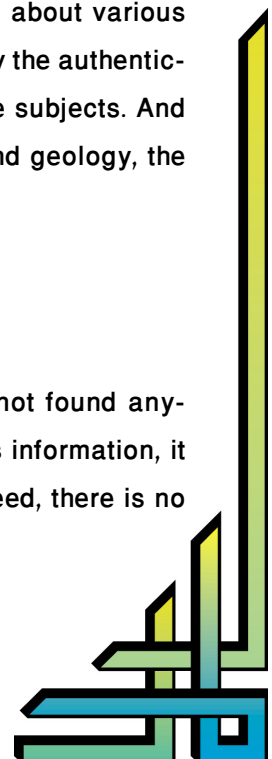 about various
y the authentic-
e subjects. And
nd geology, the
not found any-
s information, it
eed, there is no